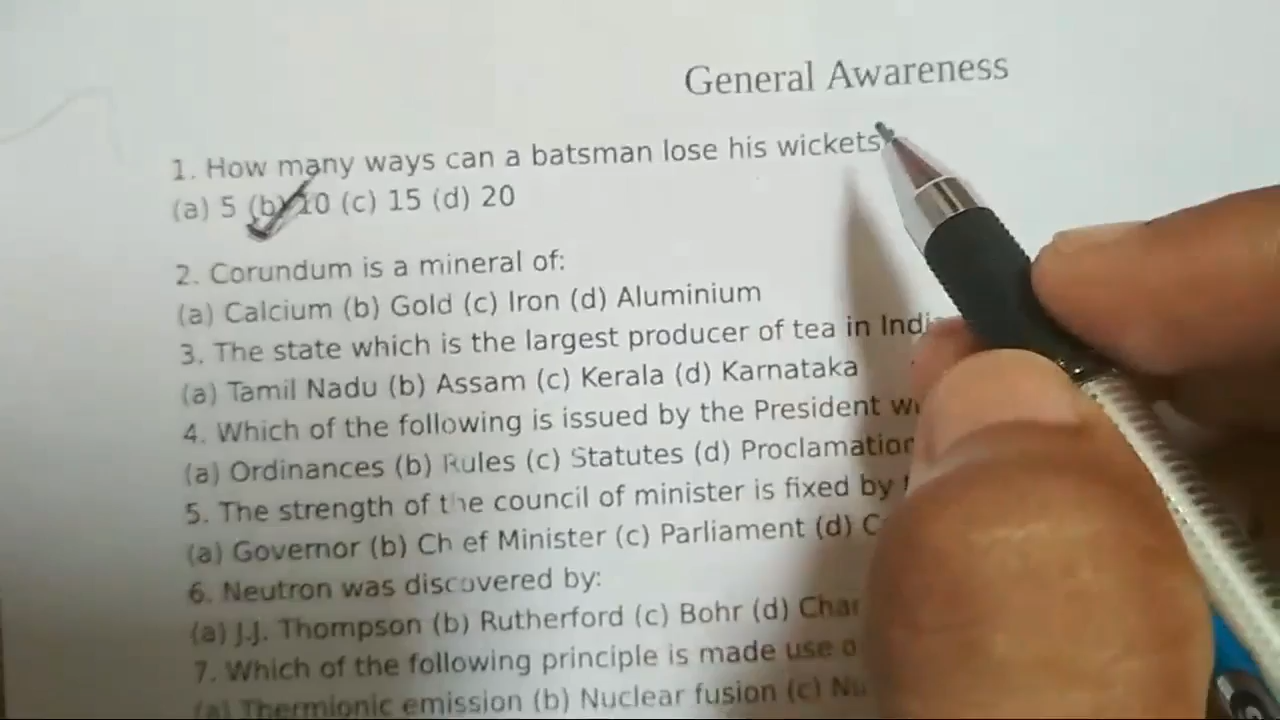 General Awareness
1. How many ways can a batsman lose his wickets
(a) 5 (b) 10 (c) 15 (d) 20
2. Corundum is a mineral of:
(a) Calcium (b) Gold (c) Iron (d) Aluminium
3. The state which is the largest producer of tea in
(a) Tamil Nadu (b) Assam (c) Kerala (d) Karnataka
4. Which of the following is issued by the President
(a) Ordinances (b) Rules (c) Statutes (d)
5. The strength of the council of minister is fixed by
(a) Governor (b) Chief Minister (c) Parliament (d)
6. Neutron was discovered by:
(a) J.J. Thompson (b) Rutherford (c) Bohr (d)
7. Which of the following principle is made use
(a) Thermionic emission (b) Nuclear fusion (c)